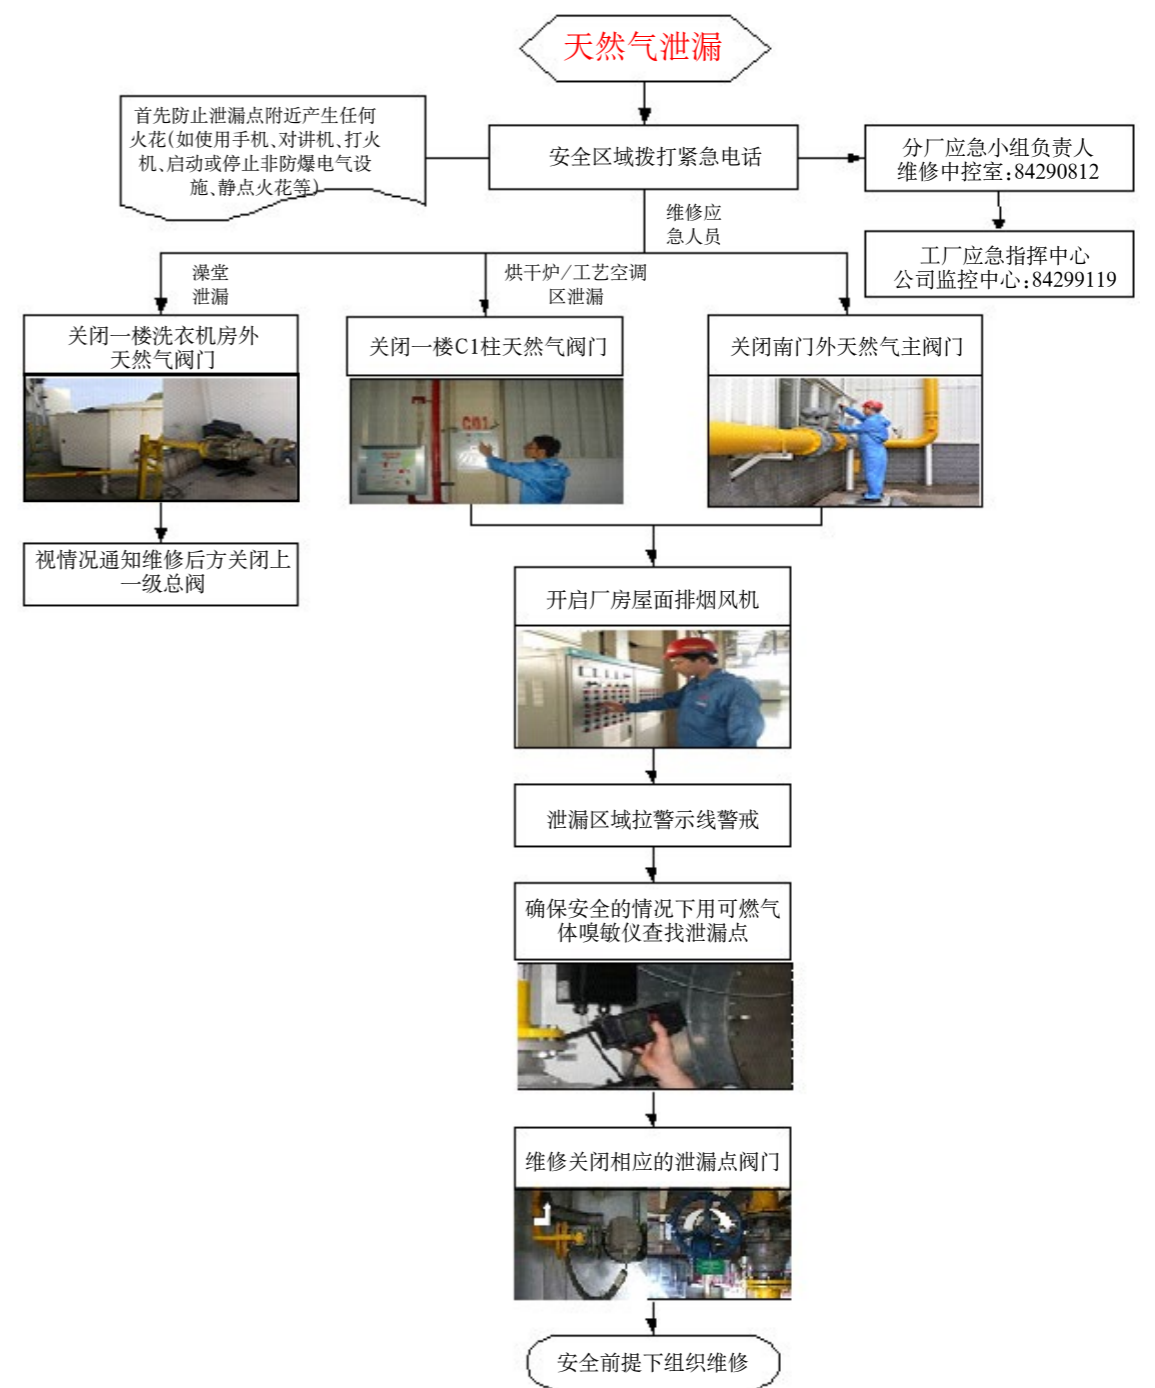 天然气泄漏
首先防止泄漏点附近产生任何
火花(如使用手机、对讲机、打火
机、启动或停止非防爆电气设
施、静点火花等)
安全区域拨打紧急电话
分厂应急小组负责人
维修中控室:84290812
工厂应急指挥中心
公司监控中心:84299119
维修应
急人员
澡堂
泄漏
烘干炉/工艺空调
区泄漏
关闭一楼洗衣机房外
天然气阀门
关闭一楼C1柱天然气阀门
关闭南门外天然气主阀门
C01
视情况通知维修后方关闭上
一级总阀
开启厂房屋面排烟风机
泄漏区域拉警示线警戒
确保安全的情况下用可燃气
体嗅敏仪查找泄漏点
维修关闭相应的泄漏点阀门
安全前提下组织维修